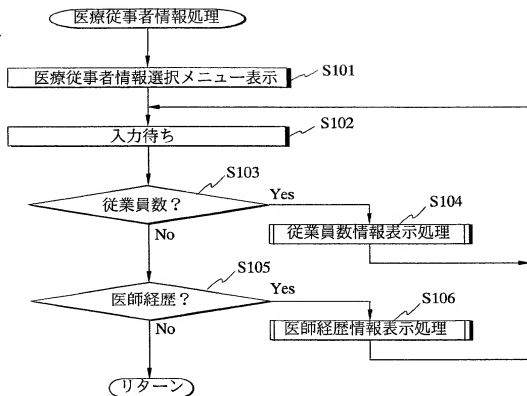 医療従事者情報処理
医療従事者情報選択メニュー表示
S101
入力待ち
S102
S103
従業員数？
Yes
S104
従業員数情報表示処理
No
S105
医師経歴？
Yes
S106
医師経歴情報表示処理
No
リターン